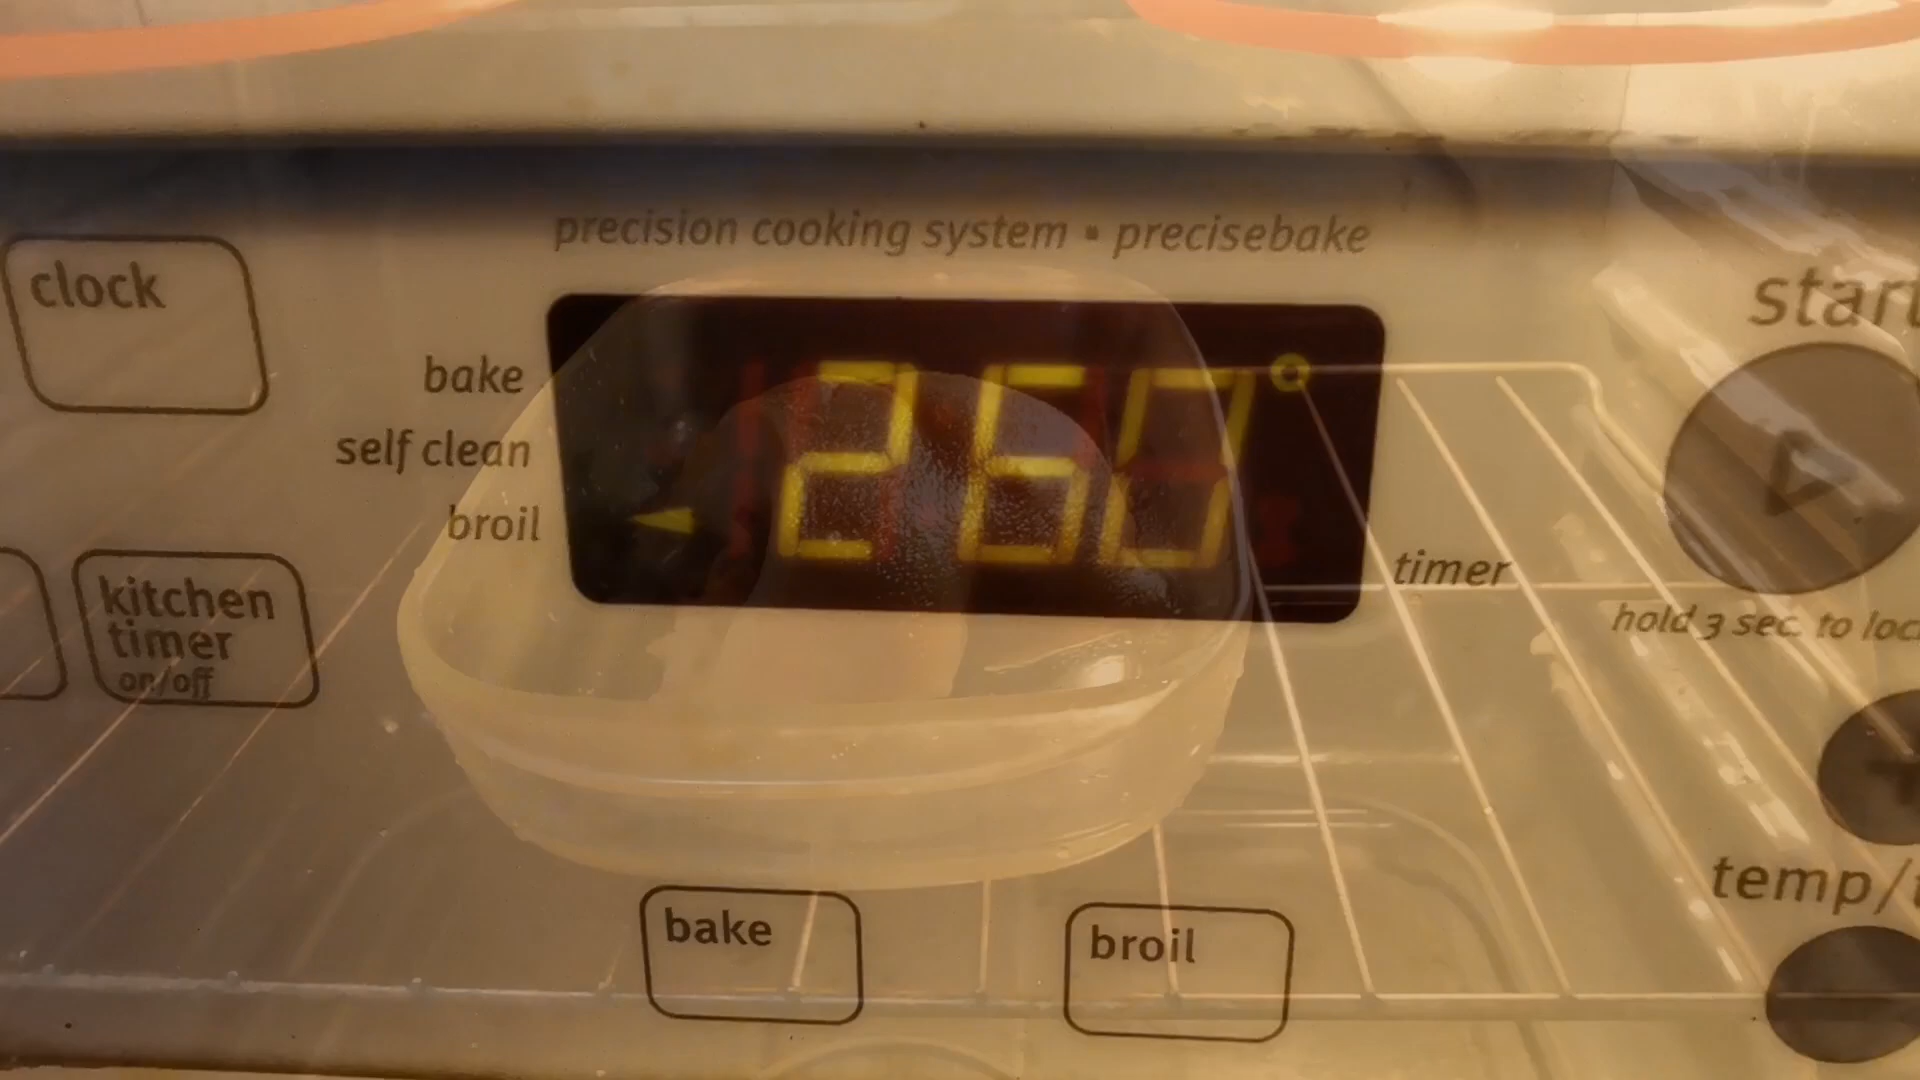 precision cooking system ▪ precisebake
clock
start
bake
260°
self clean
broil
timer
kitchen
timer
on/off
hold 3 sec. to loc
temp/
bake
broil